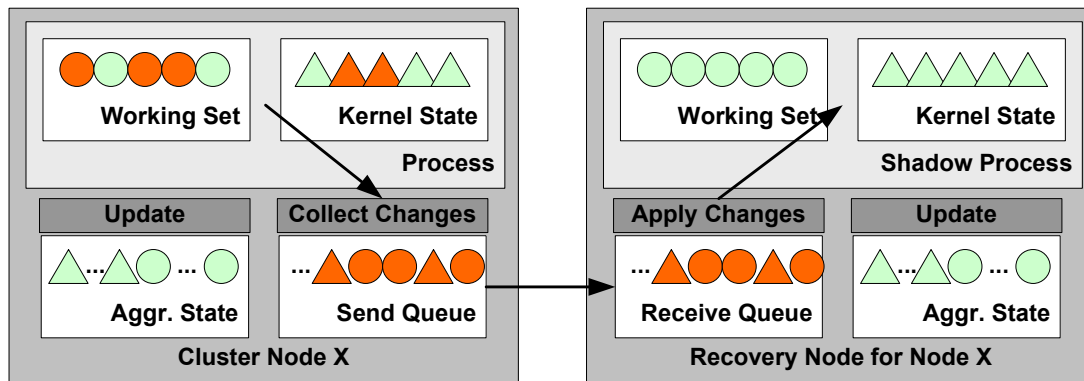 Working Set
Kernel State
Process
Update
Collect Changes
... ...
Aggr. State
...
Send Queue
Cluster Node X
Working Set
Kernel State
Shadow Process
Apply Changes
Update
...
Receive Queue
... ...
Aggr. State
Recovery Node for Node X